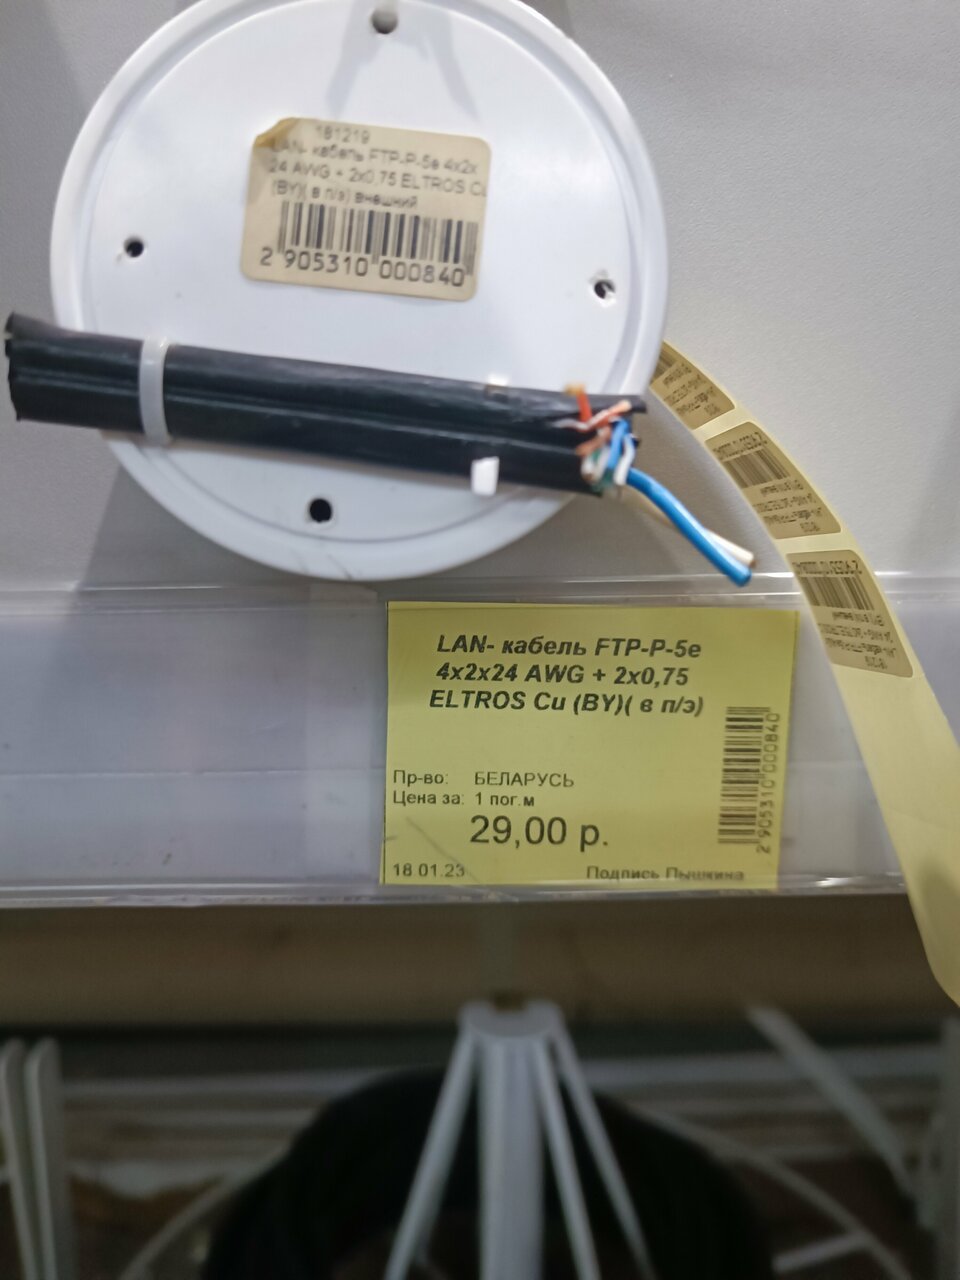 181219
LAN- кабель FTP-P-5e 4x2x
24 AWG + 2x0,75 ELTROS Cu
(BY)( в п/э) внешний
2 905310 000840
LAN- кабель FTP-P-5e
4x2x24 AWG + 2x0,75
ELTROS Cu (BY)( в п/э)
Пр-во: БЕЛАРУСЬ
Цена за: 1 пог.м
29,00 р.
18.01.23
Подпись Пышкина
2 905310 000840